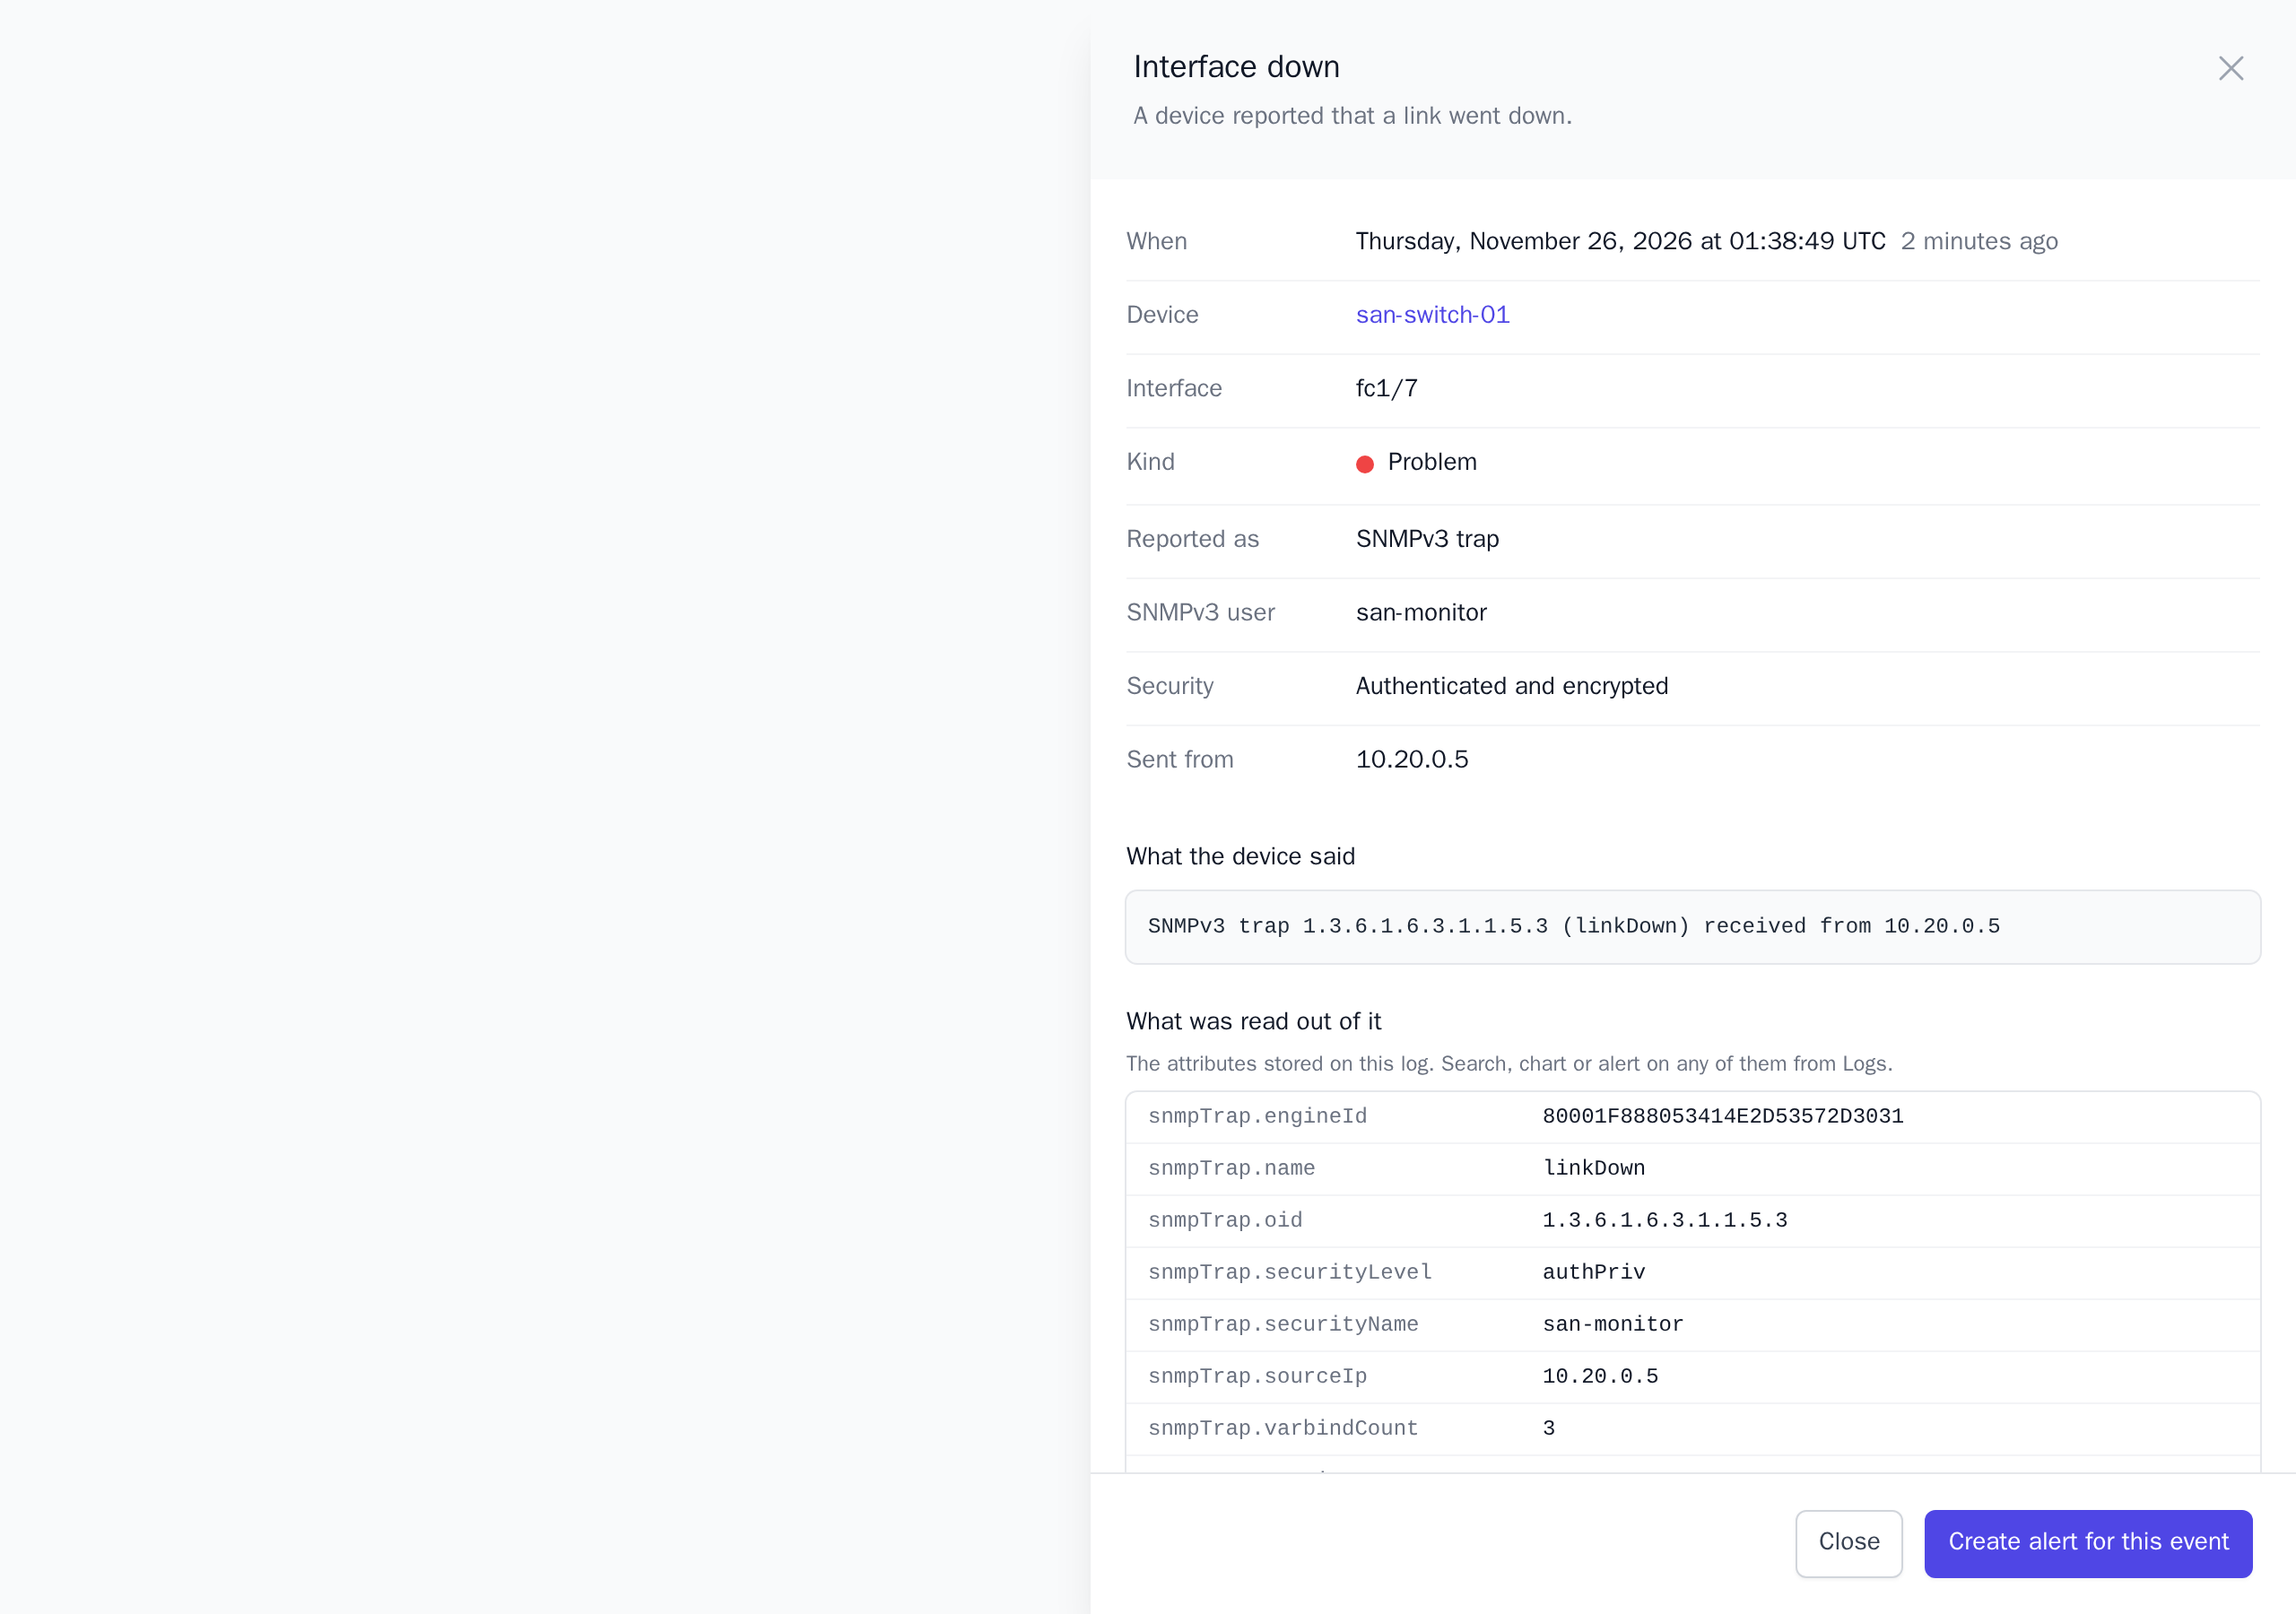 Interface down
A device reported that a link went down.
When Thursday, November 26, 2026 at 01:38:49 UTC 2 minutes ago
Device san-switch-01
Interface fc1/7
Kind Problem
Reported as SNMPv3 trap
SNMPv3 user san-monitor
Security Authenticated and encrypted
Sent from 10.20.0.5
What the device said
SNMPv3 trap 1.3.6.1.6.3.1.1.5.3 (linkDown) received from 10.20.0.5
What was read out of it
The attributes stored on this log. Search, chart or alert on any of them from Logs.
snmpTrap.engineId 80001F888053414E2D53572D3031
snmpTrap.name linkDown
snmpTrap.oid 1.3.6.1.6.3.1.1.5.3
snmpTrap.securityLevel authPriv
snmpTrap.securityName san-monitor
snmpTrap.sourceIp 10.20.0.5
snmpTrap.varbindCount 3
Close Create alert for this event